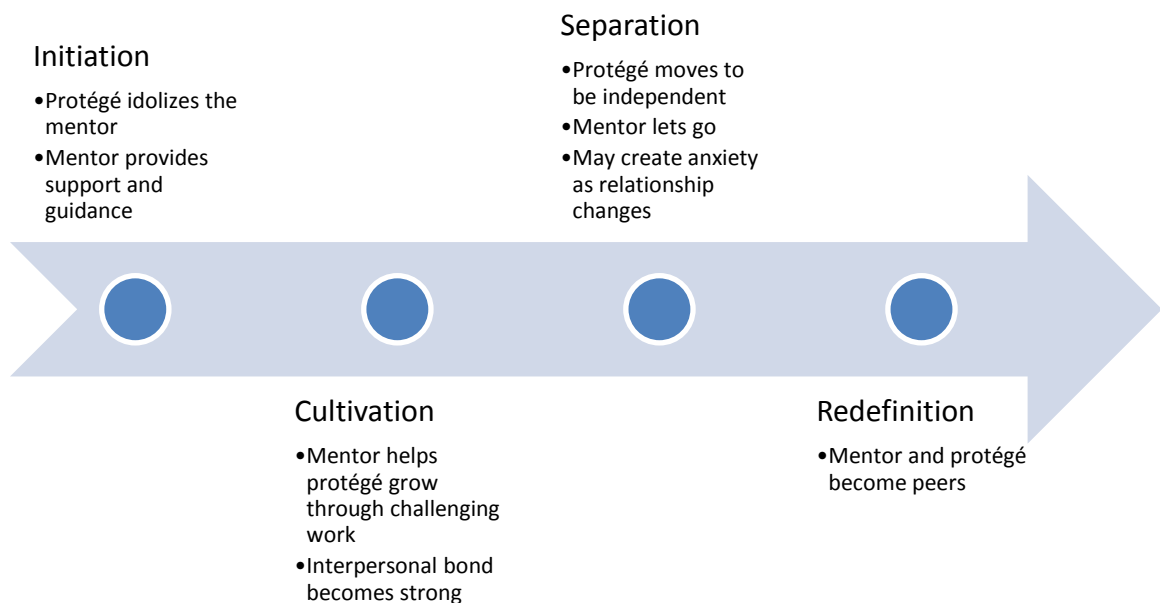 Initiation
•Protégé idolizes the
mentor
•Mentor provides
support and
guidance
Cultivation
•Mentor helps
protégé grow
through challenging
work
•Interpersonal bond
becomes strong
Separation
•Protégé moves to
be independent
•Mentor lets go
•May create anxiety
as relationship
changes
Redefinition
•Mentor and protégé
become peers